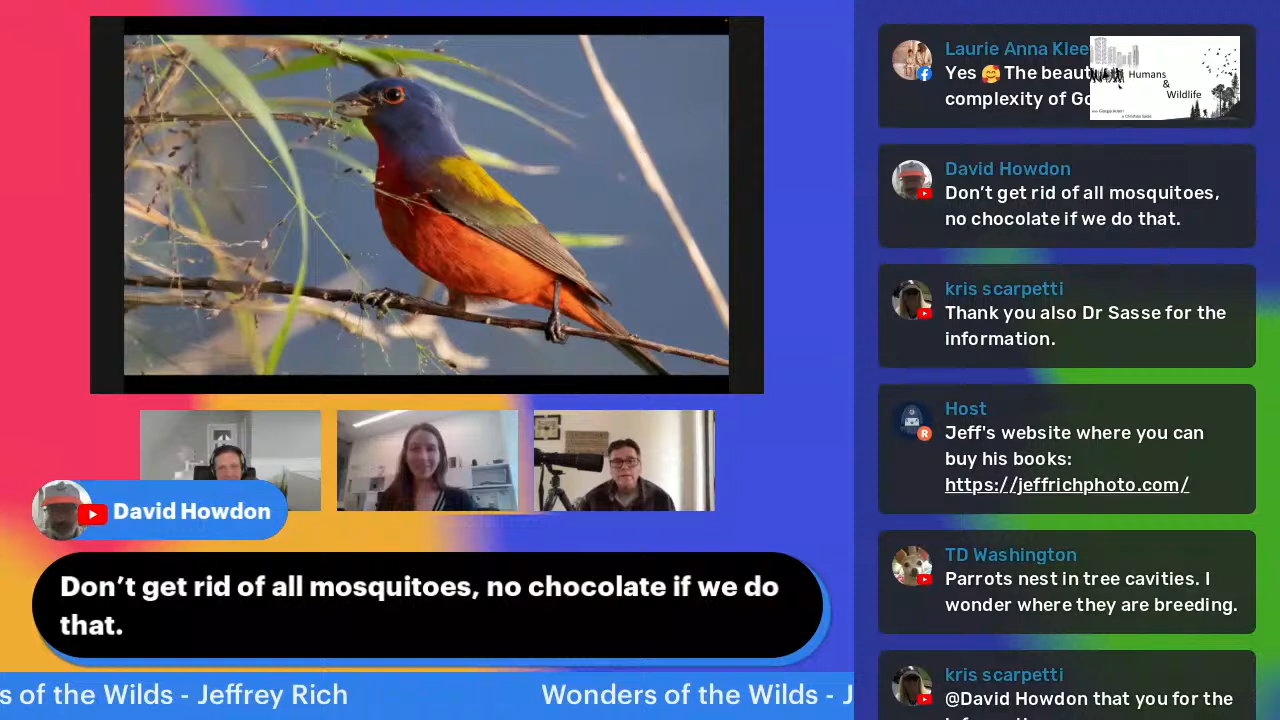 David Howdon
Don’t get rid of all mosquitoes, no chocolate if we do
that.
s of the Wilds - Jeffrey Rich
Wonders of the Wilds - J
Laurie Anna Klee
Yes 🥰 The beaut
complexity of Go
Humans
&
Wildlife
David Howdon
Don’t get rid of all mosquitoes,
no chocolate if we do that.
kris scarpetti
Thank you also Dr Sasse for the
information.
Host
Jeff's website where you can
buy his books:
https://jeffrichphoto.com/
TD Washington
Parrots nest in tree cavities. I
wonder where they are breeding.
kris scarpetti
@David Howdon that you for the